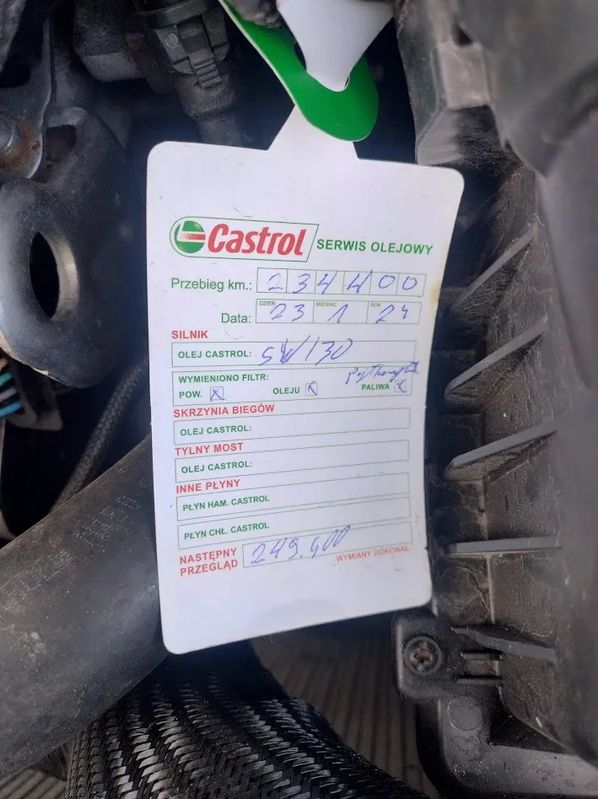 Castrol SERWIS OLEJOWY
Przebieg km.: 234400
DZIEŃ MIESIĄC ROK
Data: 23 1 24
SILNIK
OLEJ CASTROL: 5W/30
WYMIENIONO FILTR:
POW. X OLEJU X PALIWA X
SKRZYNIA BIEGÓW
OLEJ CASTROL:
TYLNY MOST
OLEJ CASTROL:
INNE PŁYNY
PŁYN HAM. CASTROL
PŁYN CHŁ. CASTROL
NASTĘPNY PRZEGLĄD 249.400 WYMIANY DOKONAŁ